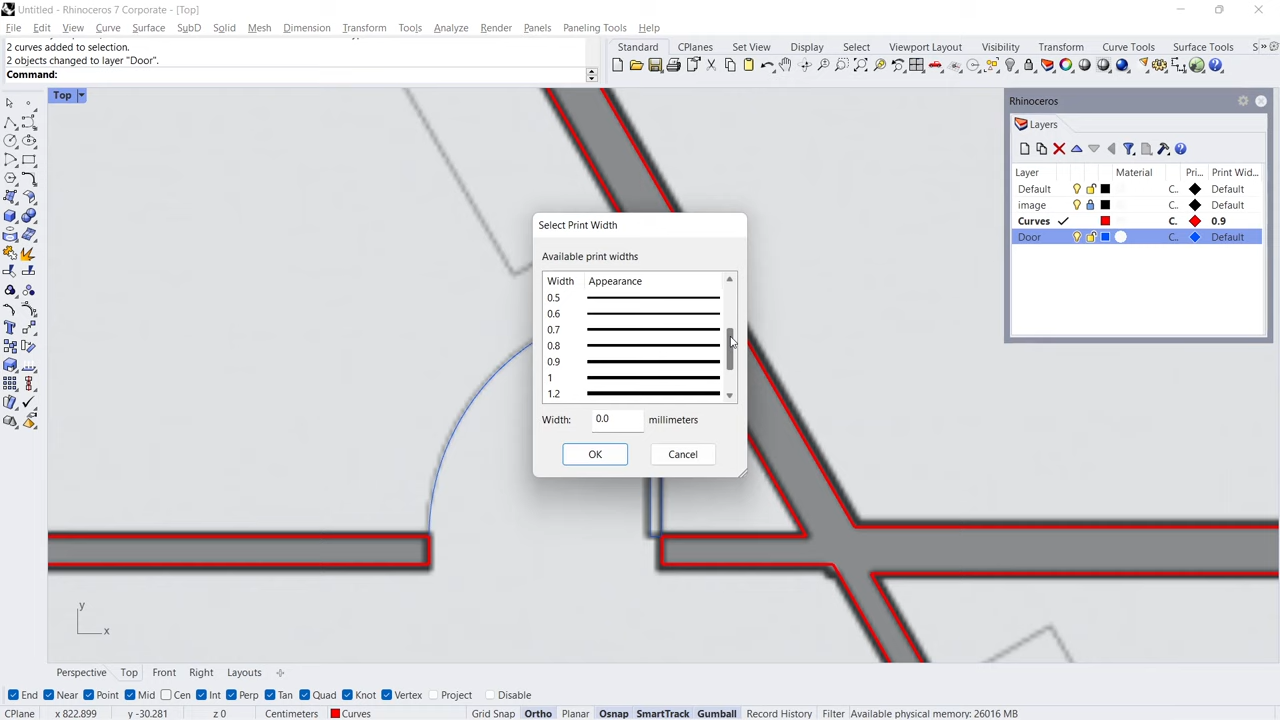 Untitled - Rhinoceros 7 Corporate - [Top]
File Edit View Curve Surface SubD Solid Mesh Dimension Transform Tools Analyze Render Panels Paneling Tools Help
2 curves added to selection.
2 objects changed to layer "Door".
Command:
Standard CPlanes Set View Display Select Viewport Layout Visibility Transform Curve Tools Surface Tools S
Top
Rhinoceros
Layers
Layer Material Pri... Print Wid...
Default C.. Default
image C.. Default
Curves C. 0.9
Door C.. Default
Select Print Width
Available print widths
Width Appearance
0.5
0.6
0.7
0.8
0.9
1
1.2
Width: 0.0 millimeters
OK Cancel
y
x
Perspective Top Front Right Layouts
End Near Point Mid Cen Int Perp Tan Quad Knot Vertex Project Disable
CPlane x 822.899 y -30.281 z 0 Centimeters Curves Grid Snap Ortho Planar Osnap SmartTrack Gumball Record History Filter Available physical memory: 26016 MB